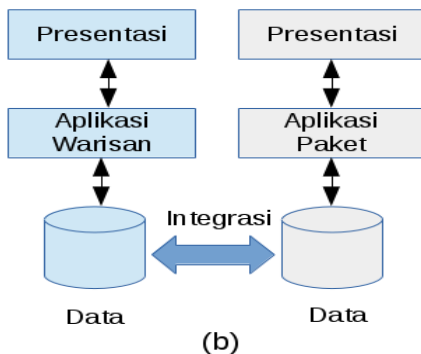 Presentasi
Presentasi
Aplikasi
Warisan
Aplikasi
Paket
Integrasi
Data
Data
(b)